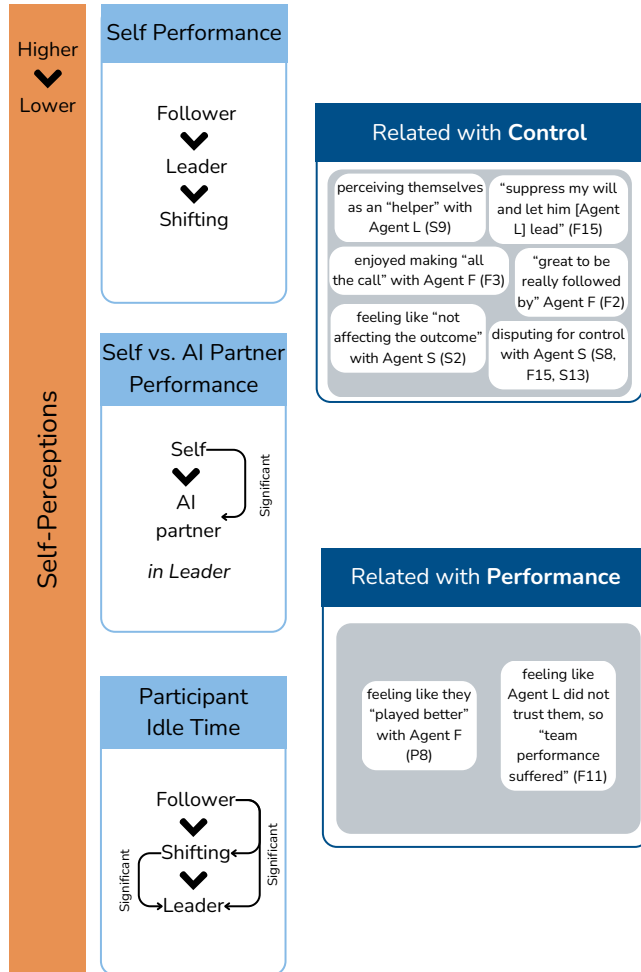 Higher
Lower
Self-Perceptions
Self Performance
Follower
Leader
Shifting
Self vs. AI Partner
Performance
Self
AI
partner
Significant
in Leader
Participant
Idle Time
Follower
Shifting
Leader
Significant
Significant
Related with Control
perceiving themselves
as an “helper” with
Agent L (S9)
“suppress my will
and let him [Agent
L] lead” (F15)
enjoyed making “all
the call” with Agent F (F3)
“great to be
really followed
by” Agent F (F2)
feeling like “not
affecting the outcome”
with Agent S (S2)
disputing for control
with Agent S (S8,
F15, S13)
Related with Performance
feeling like they
“played better”
with Agent F
(P8)
feeling like
Agent L did not
trust them, so
“team
performance
suffered” (F11)